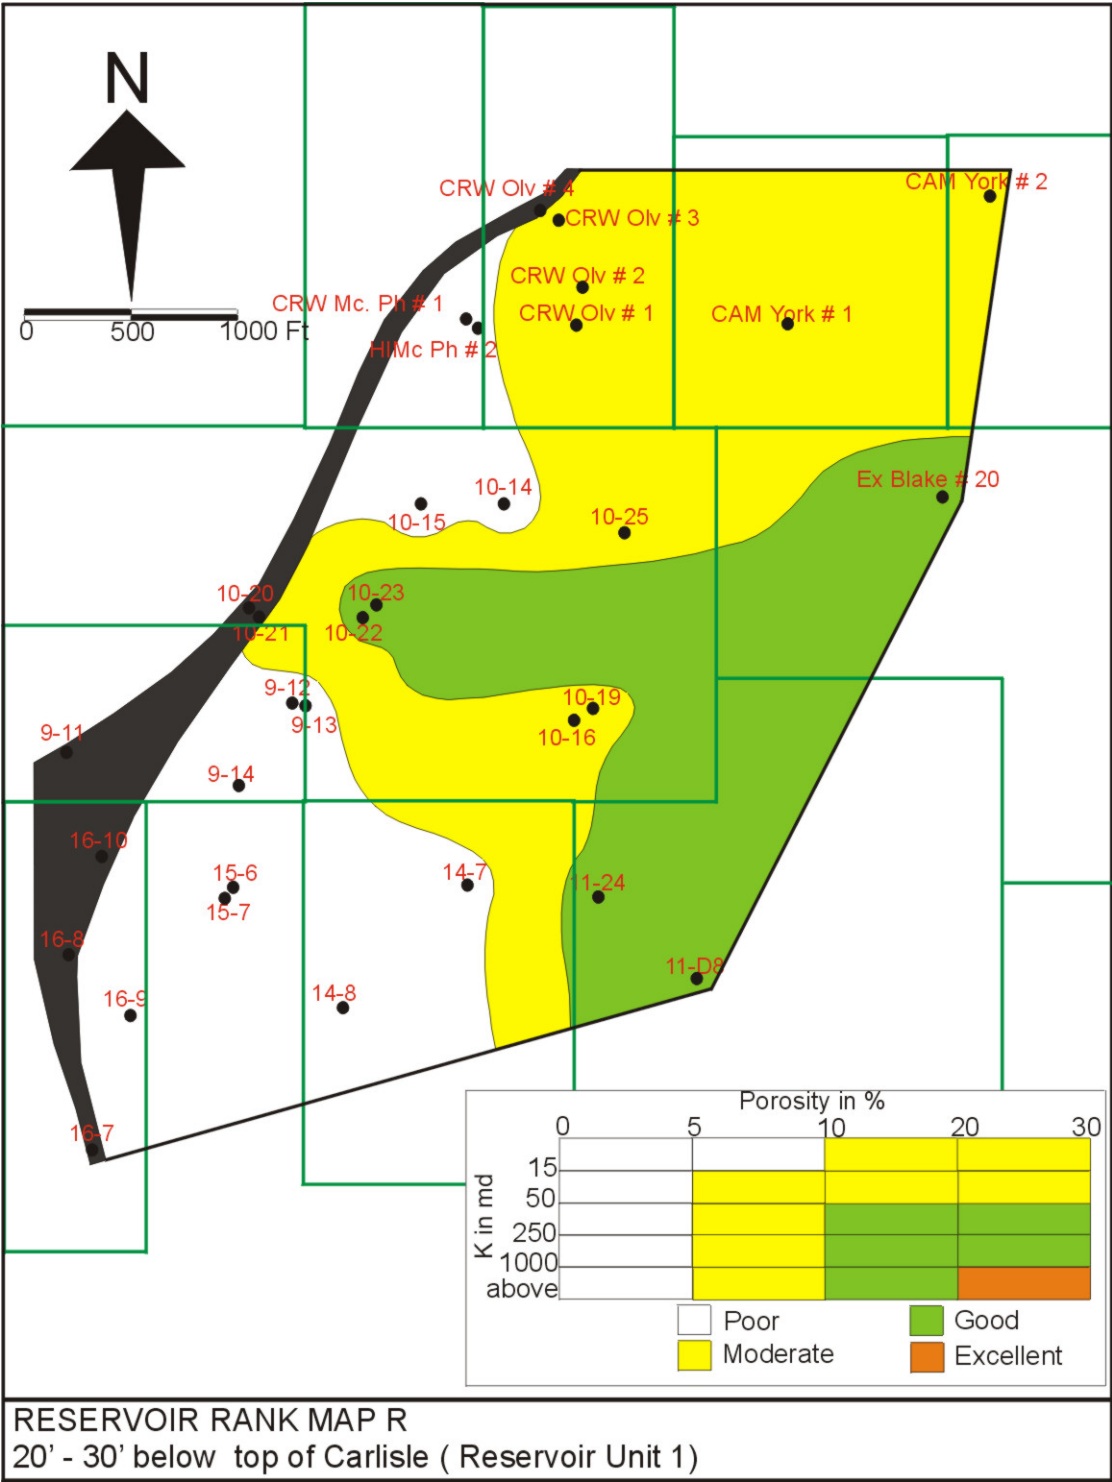 N
0 500 1000 Ft
CRW Olv # 4
CAM York # 2
CRW Olv # 3
CRW Olv # 2
CRW Mc. Ph # 1
CRW Olv # 1
CAM York # 1
HIMc Ph # 2
Ex Blake # 20
10-14
10-15
10-25
10-20
10-23
10-21
10-22
9-12
10-19
9-13
10-16
9-11
9-14
16-10
15-6
14-7
11-24
15-7
16-8
11-D8
16-9
14-8
16-7
Porosity in %
0 5 10 20 30
K in md
15
50
250
1000
above
Poor
Good
Moderate
Excellent
RESERVOIR RANK MAP R
20' - 30' below top of Carlisle ( Reservoir Unit 1)